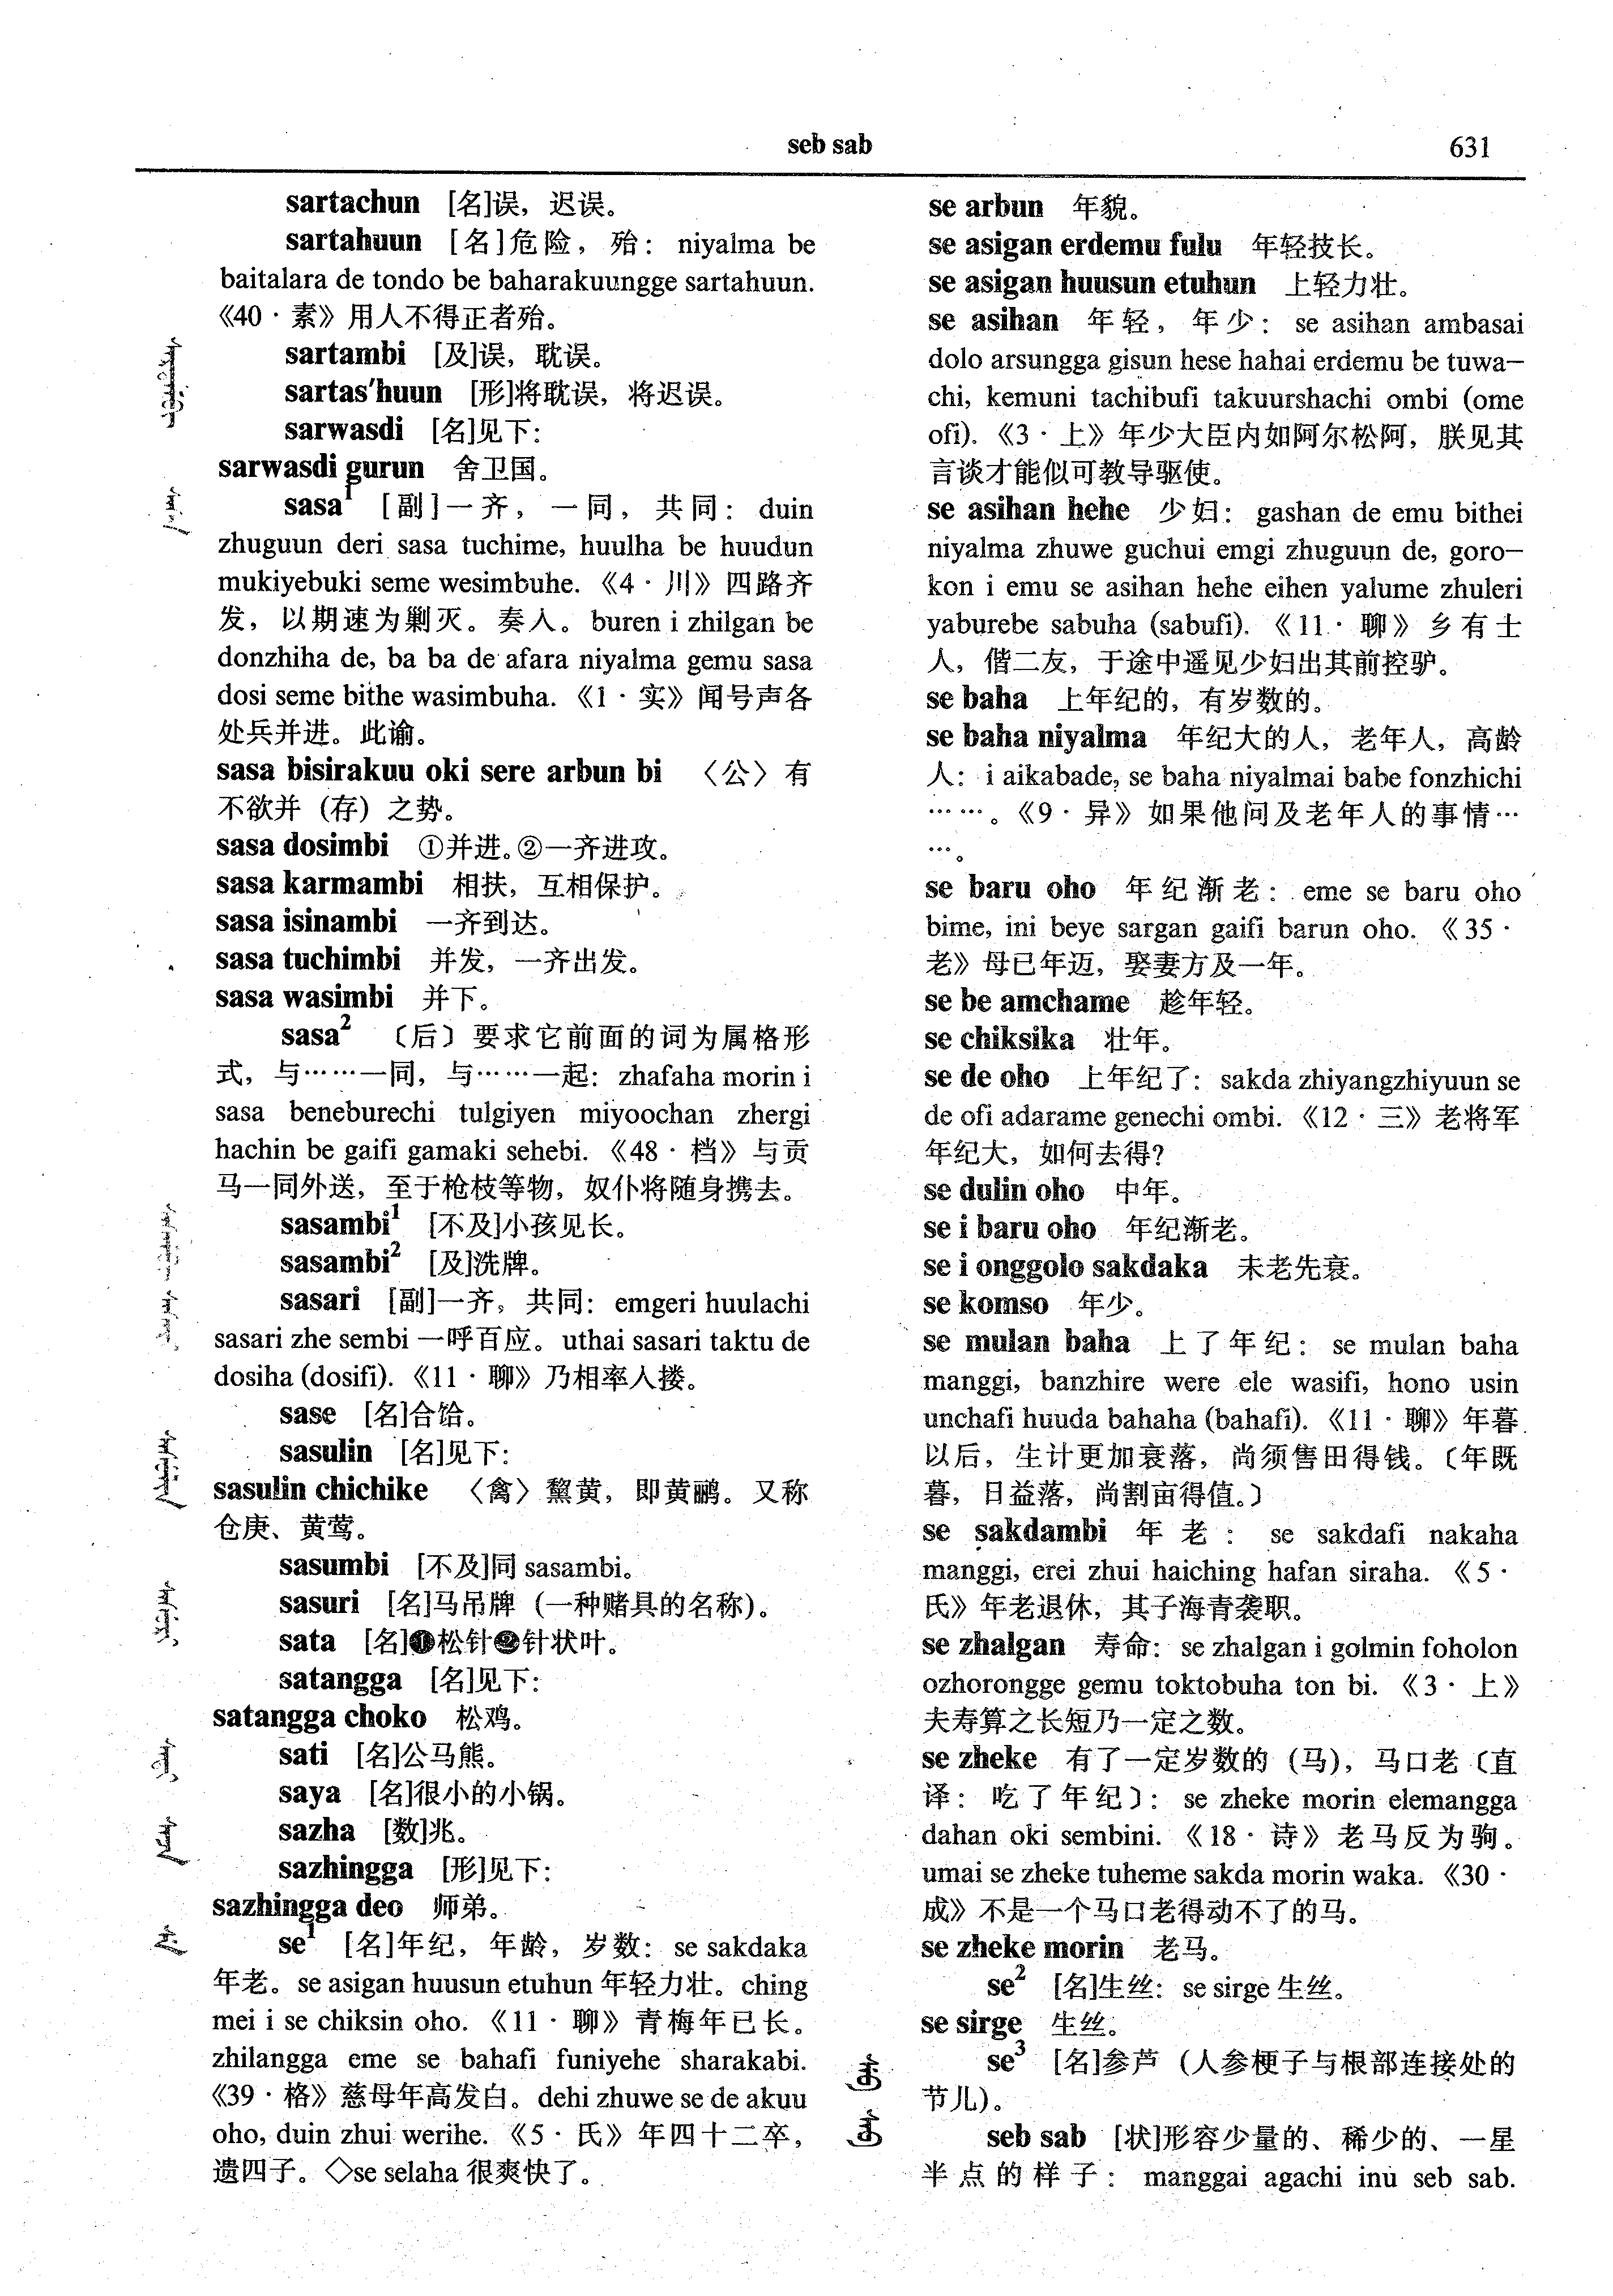 seb sab
631
sartachun [名]误，迟误。
sartahuun [名]危险，殆：niyalma be
baitalara de tondo be baharakuungge sartahuun.
《40·素》用人不得正者殆。
sartambi [及]误，耽误。
sartas'huun [形]将耽误，将迟误。
sarwasdi [名]见下：
sarwasdi gurun 舍卫国。
sasa¹ [副]一齐，一同，共同：duin
zhuguun deri sasa tuchime, huulha be huudun
mukiyebuki seme wesimbuhe.《4·川》四路齐
发，以期速为剿灭。奏人。buren i zhilgan be
donzhiha de, ba ba de afara niyalma gemu sasa
dosi seme bithe wasimbuha.《1·实》闻号声各
处兵并进。此谕。
sasa bisirakuu oki sere arbun bi 〈公〉有
不欲并（存）之势。
sasa dosimbi ①并进。②一齐进攻。
sasa karmambi 相扶，互相保护。
sasa isinambi 一齐到达。
sasa tuchimbi 并发，一齐出发。
sasa wasimbi 并下。
sasa² 〔后〕要求它前面的词为属格形
式，与……一同，与……一起：zhafaha morin i
sasa beneburechi tulgiyen miyoochan zhergi
hachin be gaifi gamaki sehebi.《48·档》与贡
马一同外送，至于枪枝等物，奴仆将随身携去。
sasambi¹ [不及]小孩见长。
sasambi² [及]洗牌。
sasari [副]一齐，共同：emgeri huulachi
sasari zhe sembi 一呼百应。uthai sasari taktu de
dosiha (dosifi).《11·聊》乃相率人搂。
sase [名]合饸。
sasulin [名]见下：
sasulin chichike 〈禽〉鶩黄，即黄鹂。又称
仓庚、黄莺。
sasumbi [不及]同 sasambi。
sasuri [名]马吊牌（一种赌具的名称）。
sata [名]❶松针❷针状叶。
satangga [名]见下：
satangga choko 松鸡。
sati [名]公马熊。
saya [名]很小的小锅。
sazha [数]兆。
sazhingga [形]见下：
sazhingga deo 师弟。
se¹ [名]年纪，年龄，岁数：se sakdaka
年老。se asigan huusun etuhun 年轻力壮。ching
mei i se chiksin oho.《11·聊》青梅年已长。
zhilangga eme se bahafi funiyehe sharakabi.
《39·格》慈母年高发白。dehi zhuwe se de akuu
oho, duin zhui werihe.《5·氏》年四十二卒，
遗四子。◇se selaha 很爽快了。
se arbun 年貌。
se asigan erdemu fulu 年轻技长。
se asigan huusun etuhun 上轻力壮。
se asihan 年轻，年少：se asihan ambasai
dolo arsungga gisun hese hahai erdemu be tuwa—
chi, kemuni tachibufi takuurshachi ombi (ome
ofi).《3·上》年少大臣内如阿尔松阿，朕见其
言谈才能似可教导驱使。
se asihan hehe 少妇：gashan de emu bithei
niyalma zhuwe guchui emgi zhuguun de, goro—
kon i emu se asihan hehe eihen yalume zhuleri
yaburebe sabuha (sabufi).《11·聊》乡有士
人，偕二友，于途中遥见少妇出其前控驴。
se baha 上年纪的，有岁数的。
se baha niyalma 年纪大的人，老年人，高龄
人：i aikabade, se baha niyalmai babe fonzhichi
……。《9·异》如果他问及老年人的事情…
…。
se baru oho 年纪渐老：eme se baru oho
bime, ini beye sargan gaifi barun oho.《35·
老》母已年迈，娶妻方及一年。
se be amchame 趁年轻。
se chiksika 壮年。
se de oho 上年纪了：sakda zhiyangzhiyuun se
de ofi adarame genechi ombi.《12·三》老将军
年纪大，如何去得？
se dulin oho 中年。
se i baru oho 年纪渐老。
se i onggolo sakdaka 未老先衰。
se komso 年少。
se mulan baha 上了年纪：se mulan baha
manggi, banzhire were ele wasifi, hono usin
unchafi huuda bahaha (bahafi).《11·聊》年暮
以后，生计更加衰落，尚须售田得钱。〔年既
暮，日益落，尚割亩得值。〕
se sakdambi 年老：se sakdafi nakaha
manggi, erei zhui haiching hafan siraha.《5·
氏》年老退休，其子海青袭职。
se zhalgan 寿命：se zhalgan i golmin foholon
ozhorongge gemu toktobuha ton bi.《3·上》
夫寿算之长短乃一定之数。
se zheke 有了一定岁数的（马），马口老〔直
译：吃了年纪〕：se zheke morin elemangga
dahan oki sembini.《18·诗》老马反为驹。
umai se zheke tuheme sakda morin waka.《30·
成》不是一个马口老得动不了的马。
se zheke morin 老马。
se² [名]生丝：se sirge 生丝。
se sirge 生丝。
se³ [名]参芦（人参梗子与根部连接处的
节儿）。
seb sab [状]形容少量的、稀少的、一星
半点的样子：manggai agachi inu seb sab.